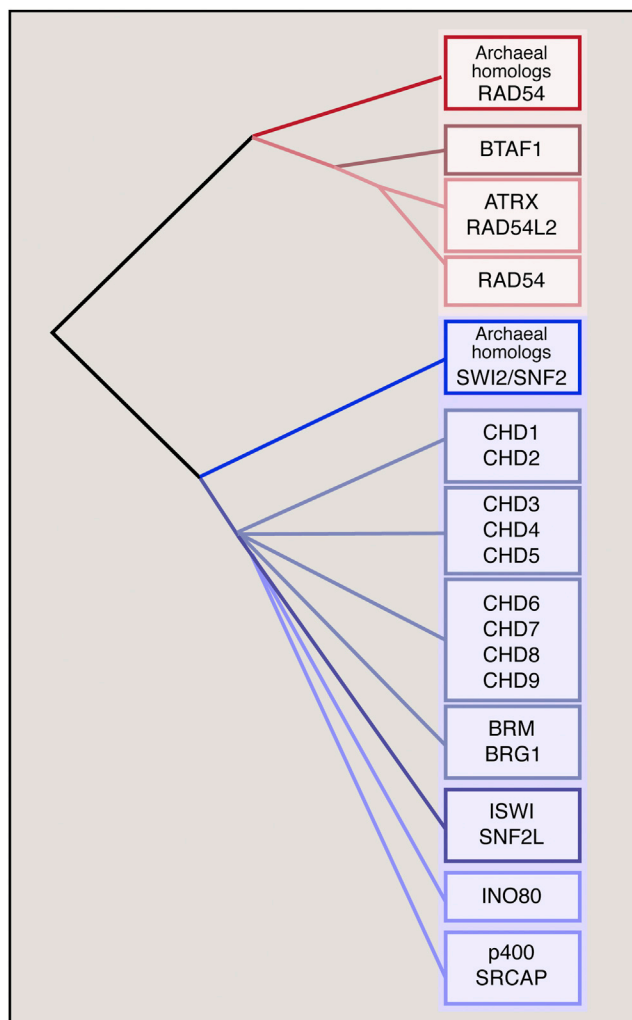 Archaeal
homologs
RAD54
BTAF1
ATRX
RAD54L2
RAD54
Archaeal
homologs
SWI2/SNF2
CHD1
CHD2
CHD3
CHD4
CHD5
CHD6
CHD7
CHD8
CHD9
BRM
BRG1
ISWI
SNF2L
INO80
p400
SRCAP